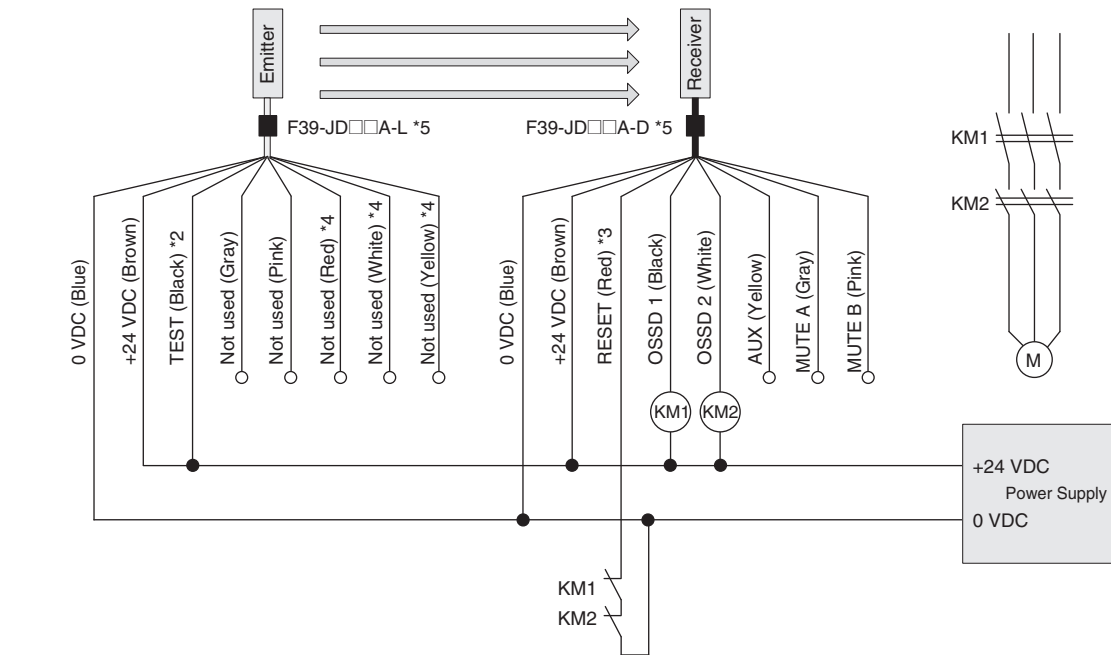 Emitter
Receiver
F39-JD□□A-L *5
F39-JD□□A-D *5
KM1
KM2
M
0 VDC (Blue)
+24 VDC (Brown)
TEST (Black) *2
Not used (Gray)
Not used (Pink)
Not used (Red) *4
Not used (White) *4
Not used (Yellow) *4
0 VDC (Blue)
+24 VDC (Brown)
RESET (Red) *3
OSSD 1 (Black)
OSSD 2 (White)
AUX (Yellow)
MUTE A (Gray)
MUTE B (Pink)
KM1
KM2
+24 VDC
Power Supply
0 VDC
KM1
KM2